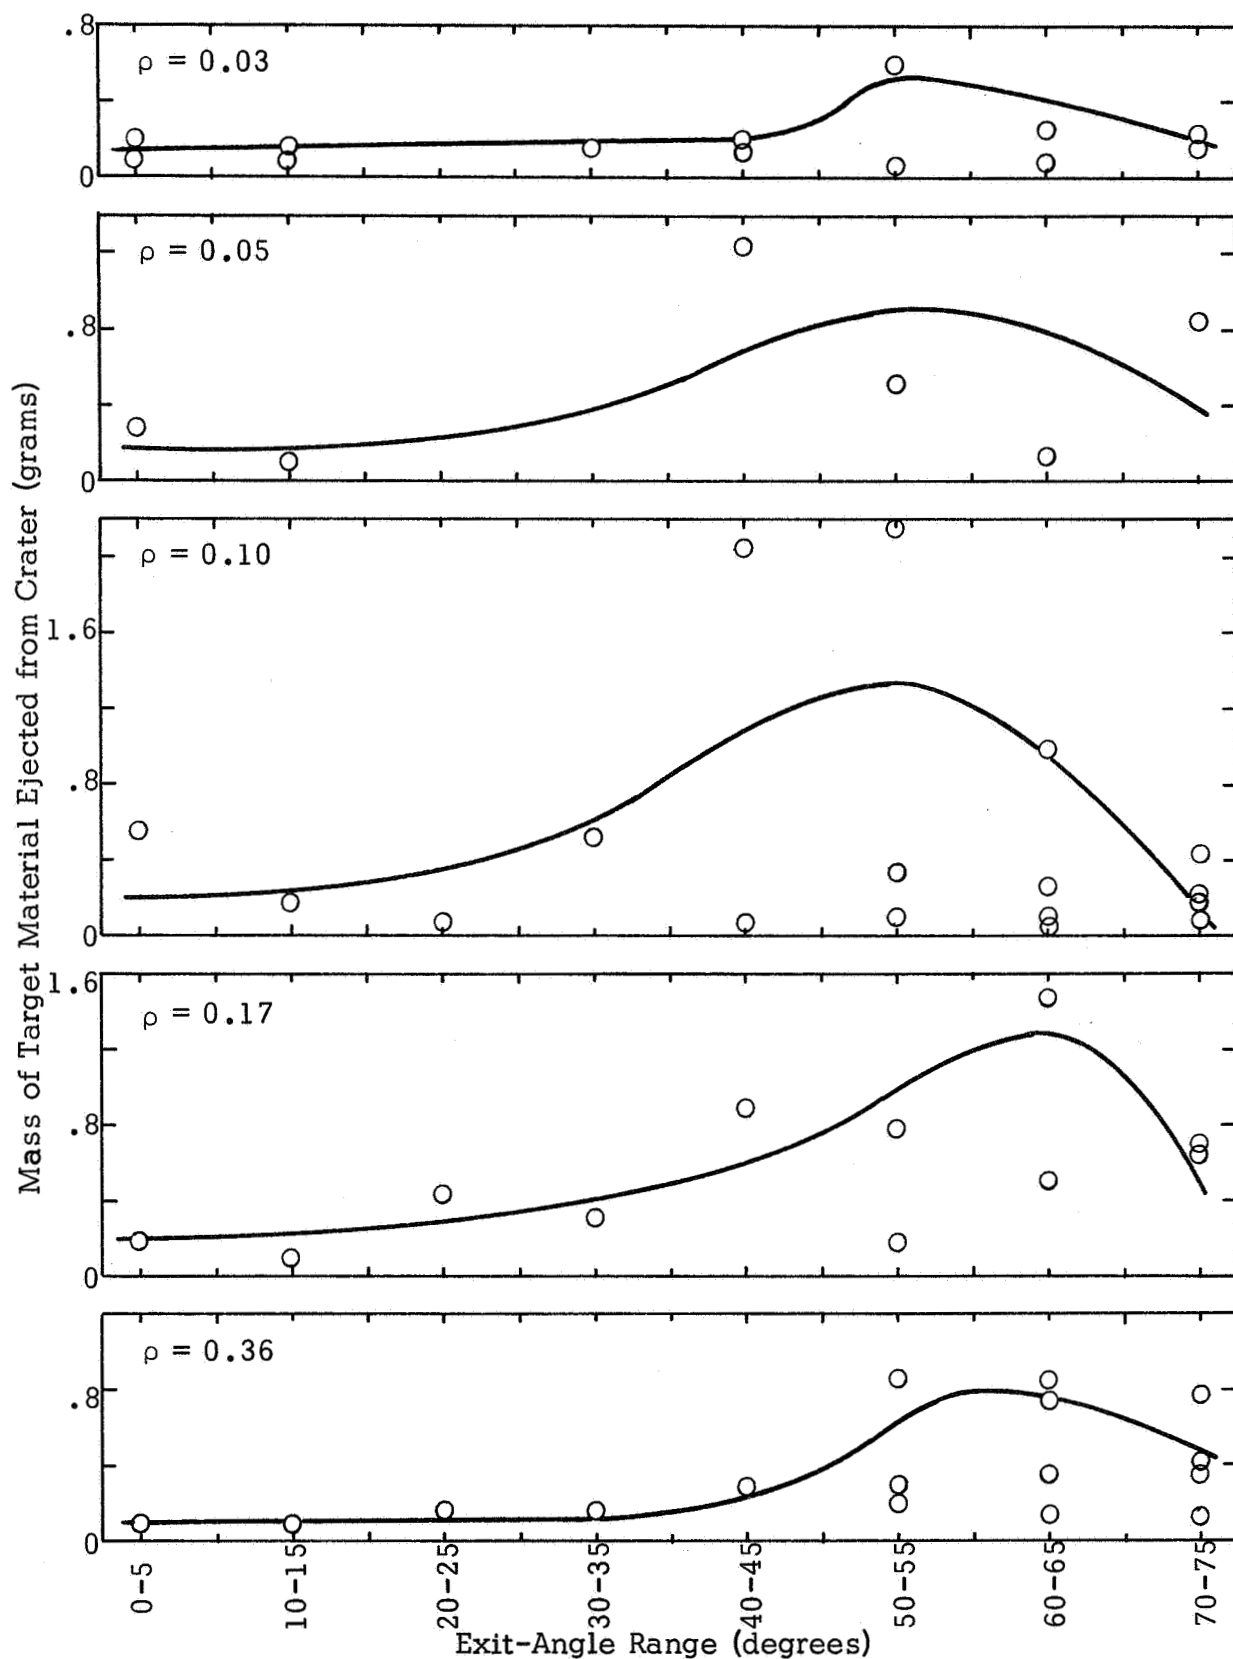 Mass of Target Material Ejected from Crater (grams)
.8
0
ρ = 0.03
.8
0
ρ = 0.05
1.6
.8
0
ρ = 0.10
1.6
.8
0
ρ = 0.17
.8
0
ρ = 0.36
0-5
10-15
20-25
30-35
40-45
50-55
60-65
70-75
Exit-Angle Range (degrees)